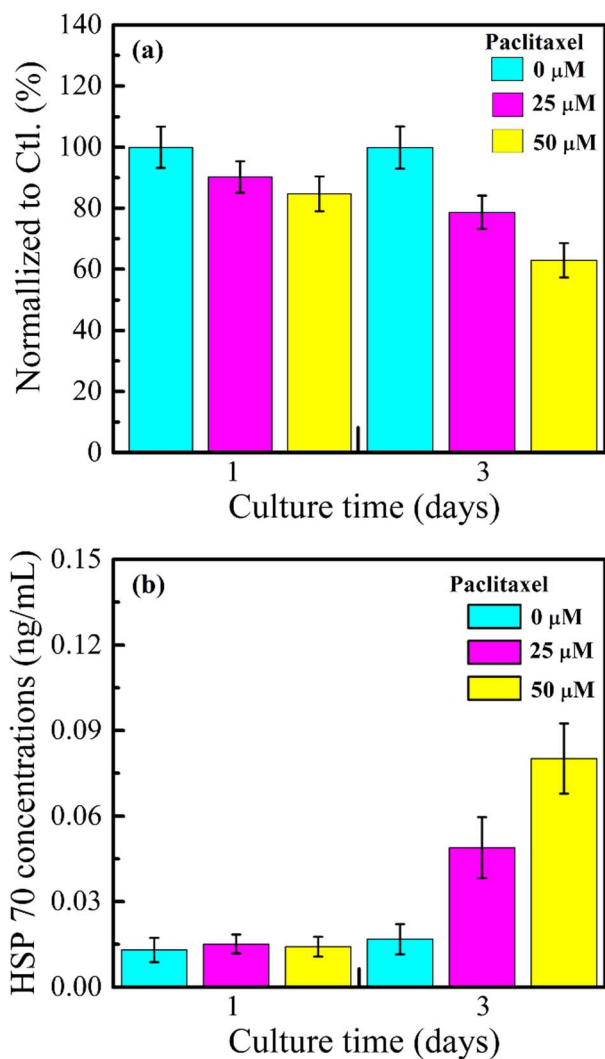 (a)
Paclitaxel
0 μM
25 μM
50 μM
140
120
100
80
60
40
20
0
Normallized to Ctl. (%)
1
3
Culture time (days)
(b)
Paclitaxel
0 μM
25 μM
50 μM
0.15
0.12
0.09
0.06
0.03
0.00
HSP 70 concentrations (ng/mL)
1
3
Culture time (days)